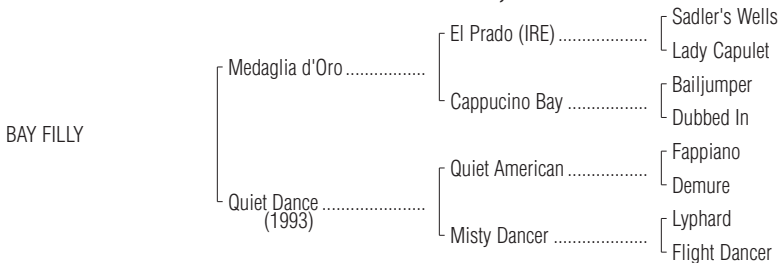 Sadler's Wells
El Prado (IRE) ...................
Lady Capulet
Medaglia d'Oro .................
Bailjumper
Cappucino Bay .................
Dubbed In
BAY FILLY
Fappiano
Quiet American .................
Demure
Quiet Dance ......................
(1993)
Lyphard
Misty Dancer ....................
Flight Dancer